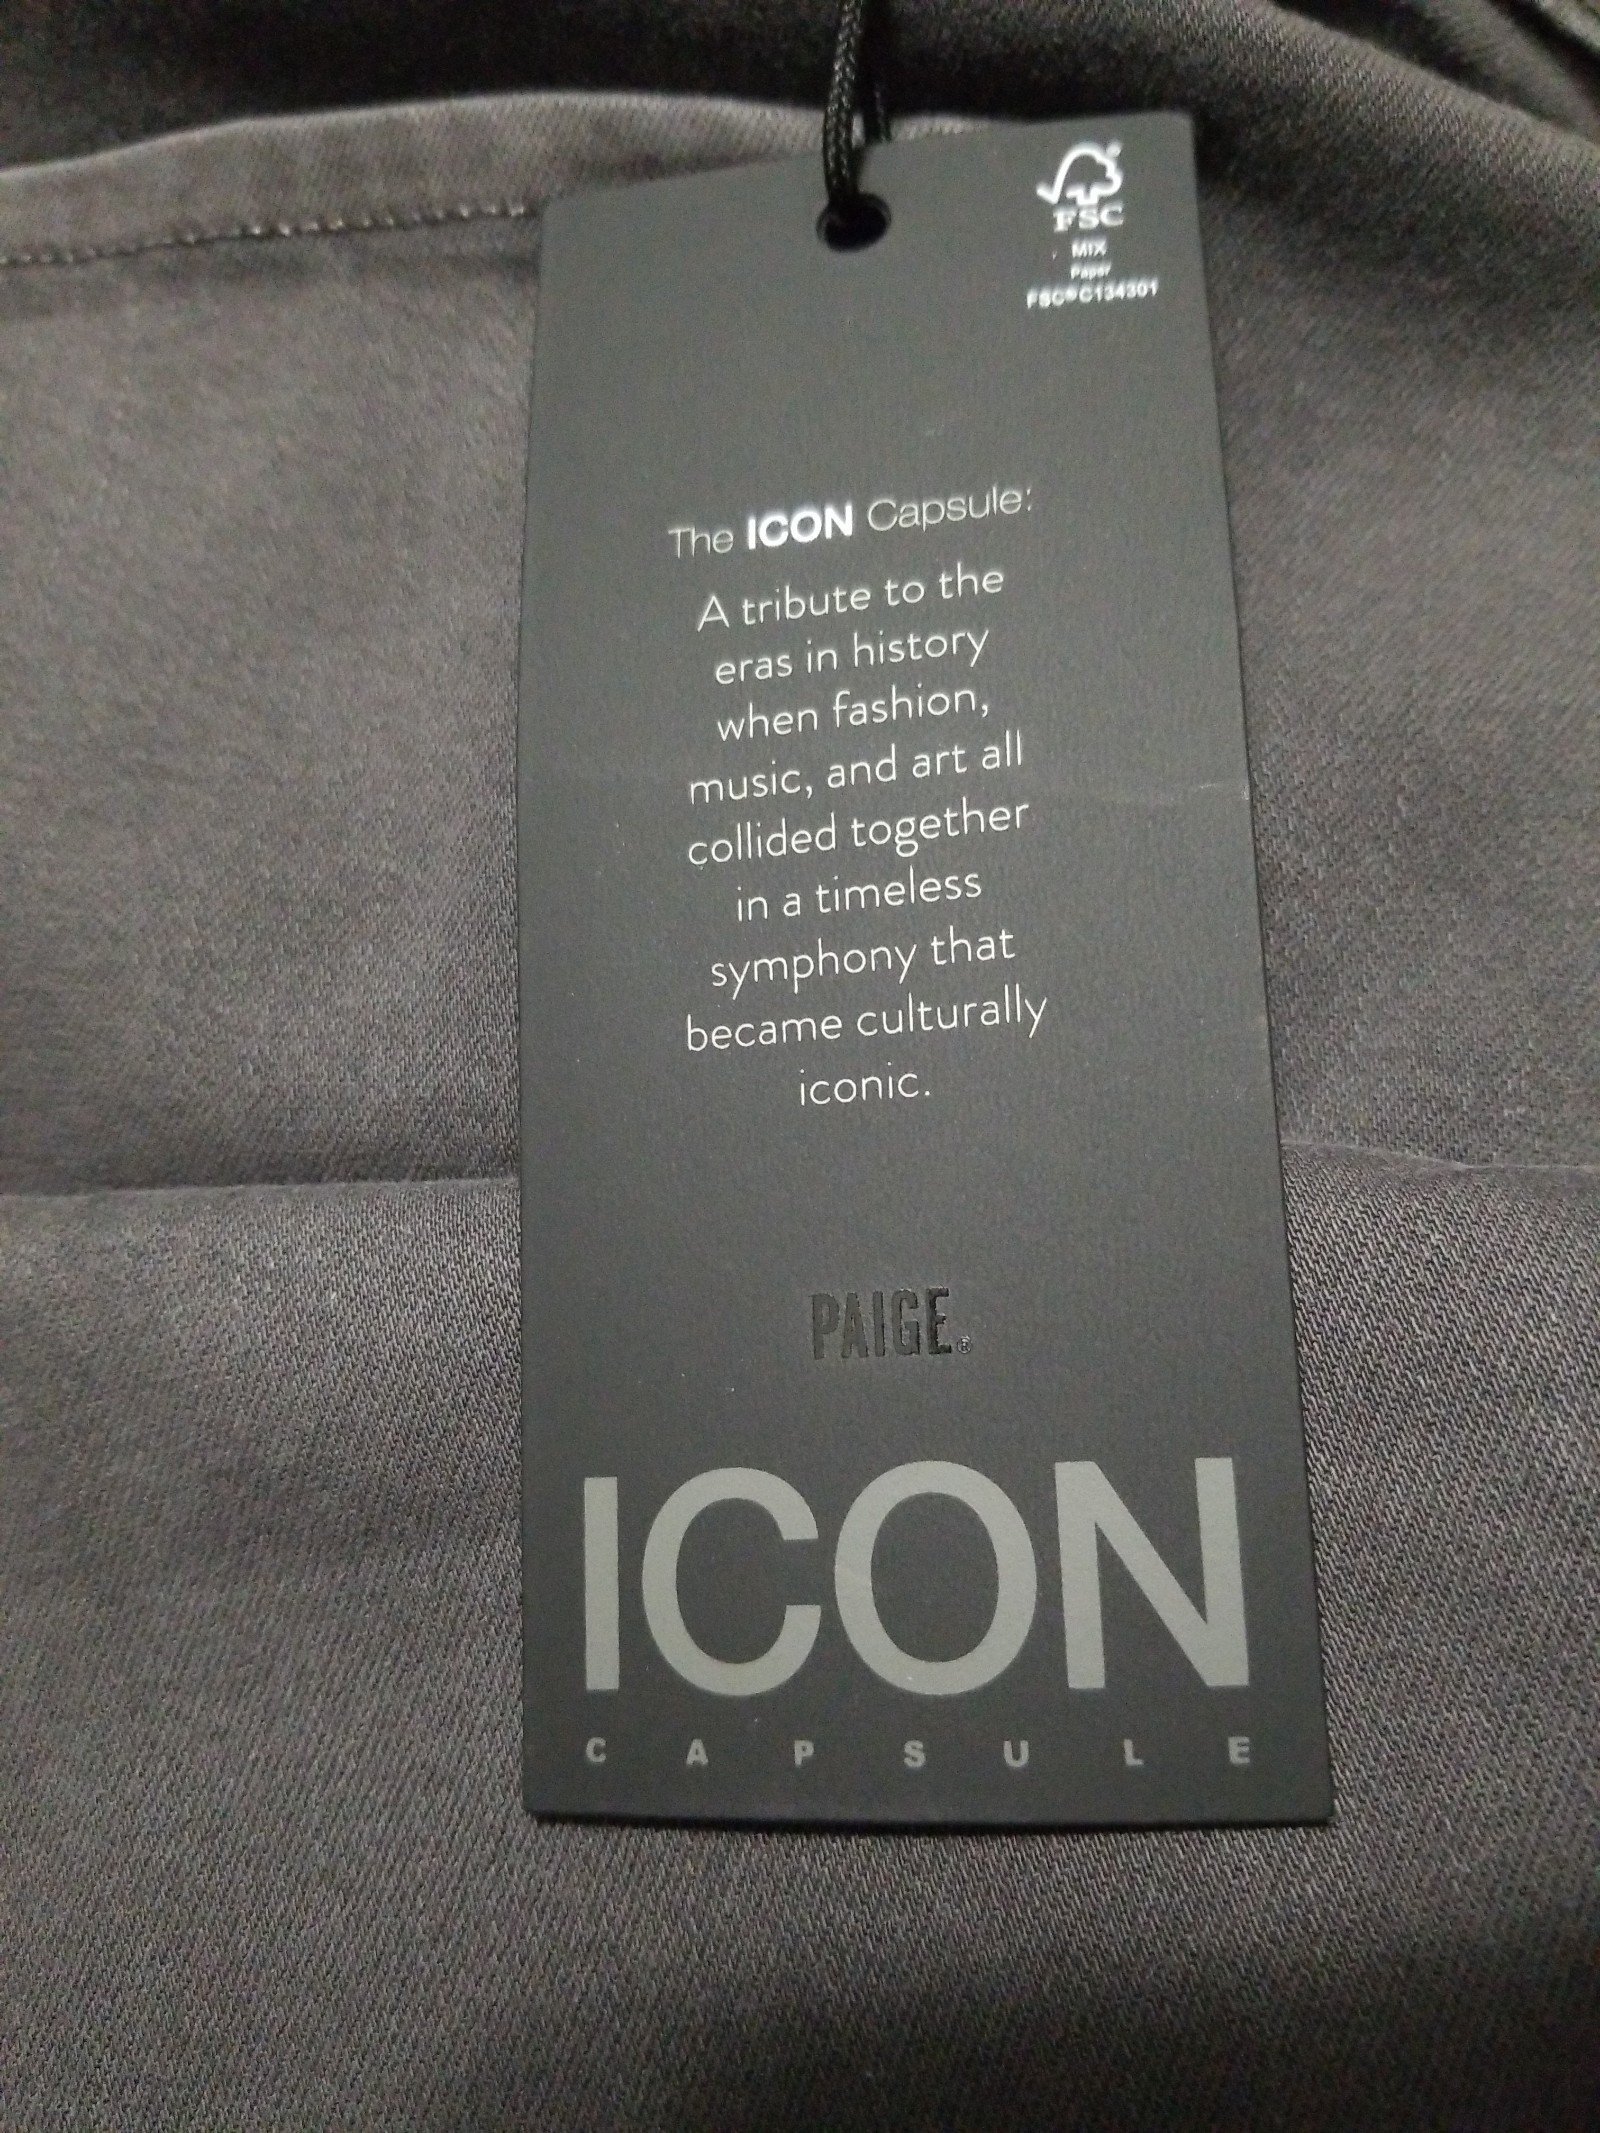 FSC®
MIX
Paper
FSC® C134301
The ICON Capsule:
A tribute to the
eras in history
when fashion,
music, and art all
collided together
in a timeless
symphony that
became culturally
iconic.
PAIGE®
ICON
CAPSULE